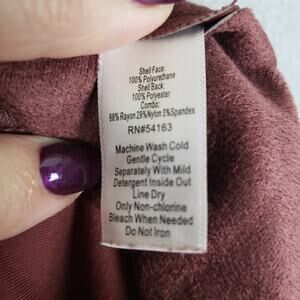 Shell Face:
100% Polyurethane
Shell Back:
100% Polyester
Combo:
68% Rayon 29%Nylon 3%Spandex
RN#54163
Machine Wash Cold
Gentle Cycle
Separately With Mild
Detergent Inside Out
Line Dry
Only Non-chlorine
Bleach When Needed
Do Not Iron